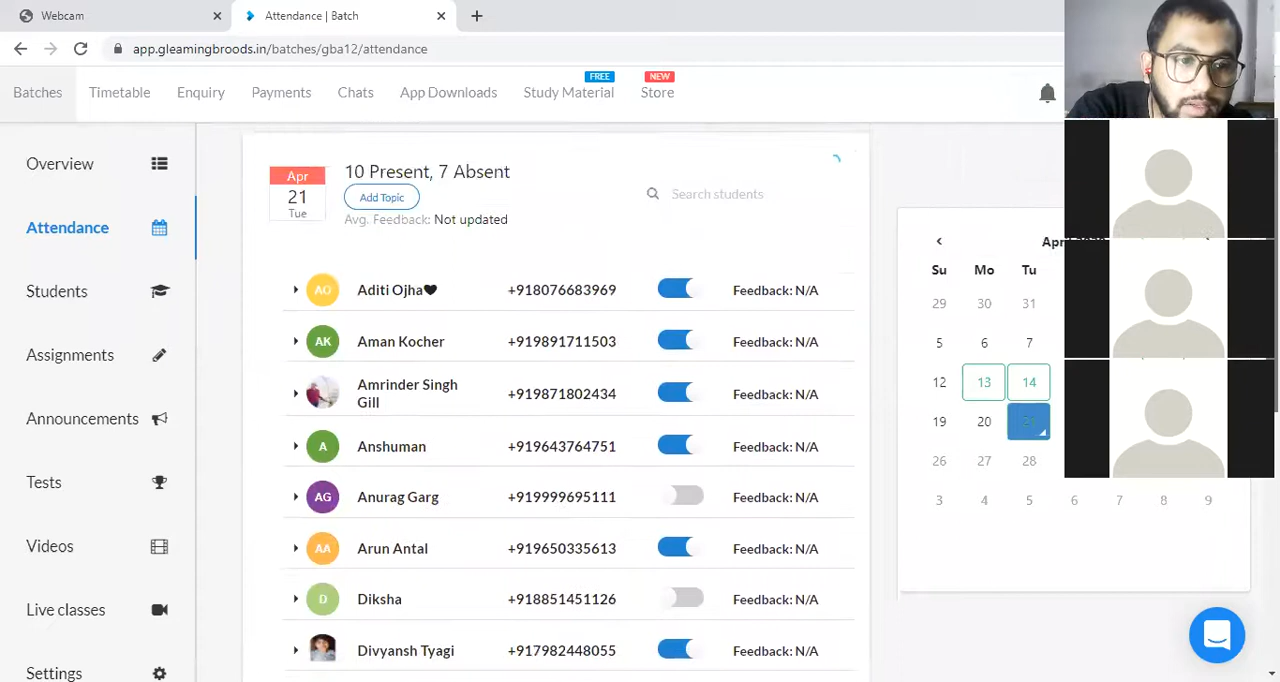 Webcam
Attendance | Batch
app.gleamingbroods.in/batches/gba12/attendance
FREE NEW
Batches Timetable Enquiry Payments Chats App Downloads Study Material Store
Overview
Attendance
Students
Assignments
Announcements
Tests
Videos
Live classes
Settings
Apr
21
Tue
10 Present, 7 Absent
Add Topic
Avg. Feedback: Not updated
Search students
AO Aditi Ojha♥ +918076683969 Feedback: N/A
AK Aman Kocher +919891711503 Feedback: N/A
Amrinder Singh
Gill +919871802434 Feedback: N/A
A Anshuman +919643764751 Feedback: N/A
AG Anurag Garg +919999695111 Feedback: N/A
AA Arun Antal +919650335613 Feedback: N/A
D Diksha +918851451126 Feedback: N/A
Divyansh Tyagi +917982448055 Feedback: N/A
Su Mo Tu
29 30 31
5 6 7
12 13 14
19 20 21
26 27 28
3 4 5 6 7 8 9